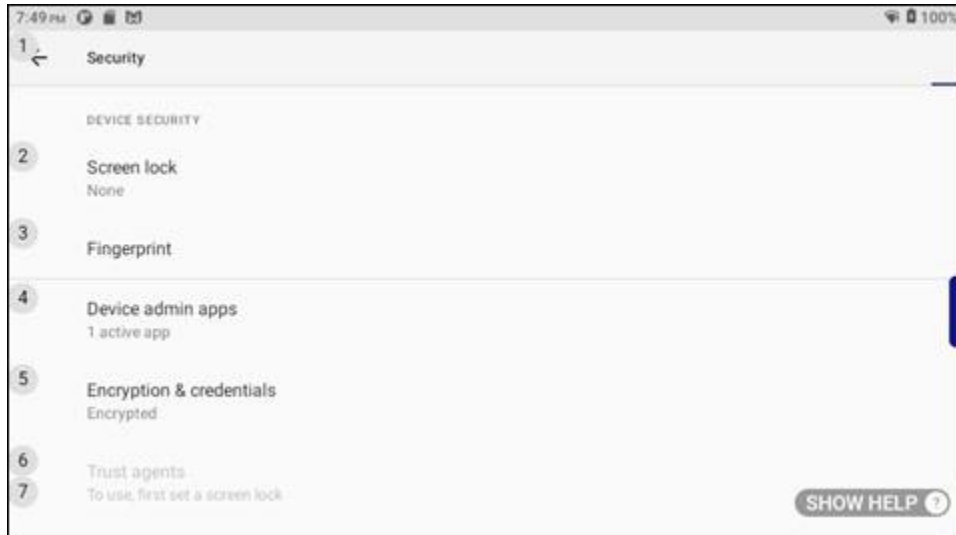 7:49 PM 100%
1
Security
DEVICE SECURITY
2
Screen lock
None
3
Fingerprint
4
Device admin apps
1 active app
5
Encryption & credentials
Encrypted
6
Trust agents
7
To use, first set a screen lock
SHOW HELP ?